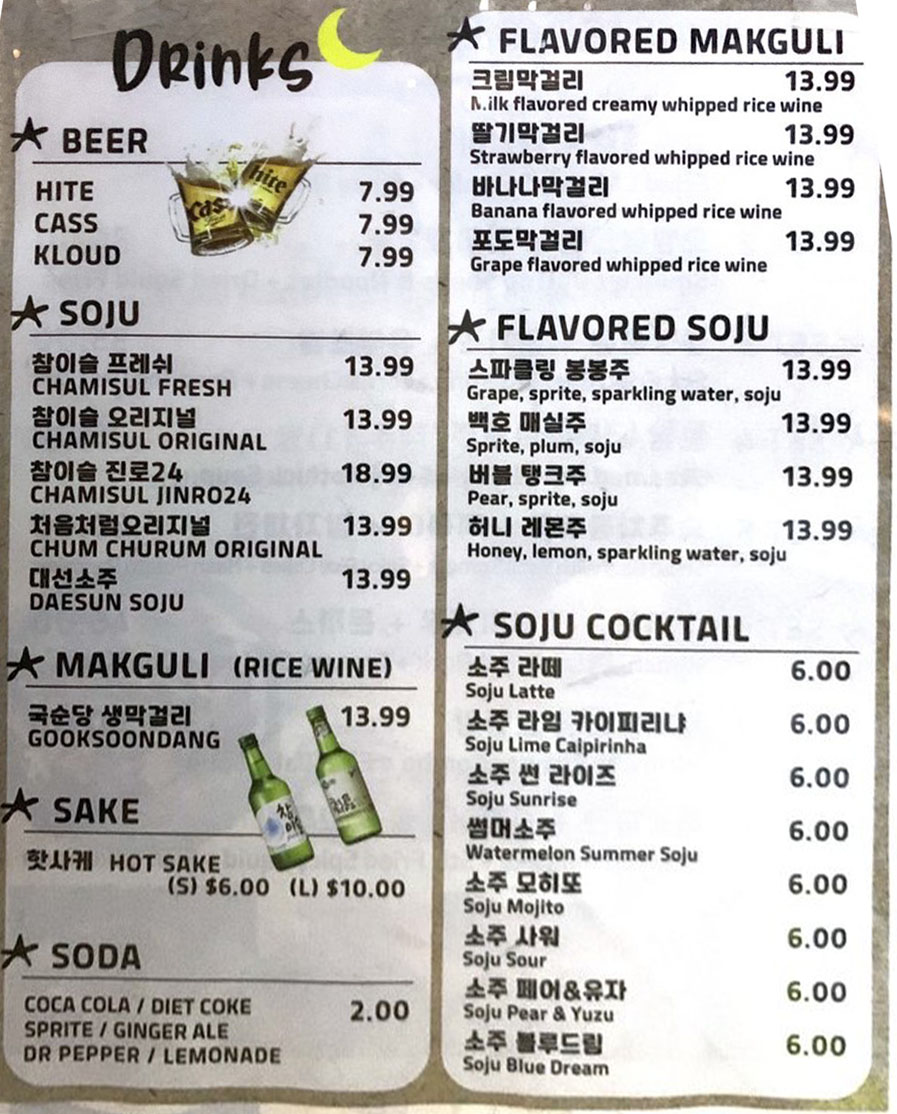 Drinks
BEER
HITE 7.99
CASS 7.99
KLOUD 7.99
Cass
hite
SOJU
참이슬 프레쉬 13.99
CHAMISUL FRESH
참이슬 오리지널 13.99
CHAMISUL ORIGINAL
참이슬 진로24 18.99
CHAMISUL JINRO24
처음처럼오리지널 13.99
CHUM CHURUM ORIGINAL
대선소주 13.99
DAESUN SOJU
MAKGULI (RICE WINE)
국순당 생막걸리 13.99
GOOKSOONDANG
참이슬
SAKE
핫사케 HOT SAKE
(S) $6.00 (L) $10.00
SODA
COCA COLA / DIET COKE 2.00
SPRITE / GINGER ALE
DR PEPPER / LEMONADE
FLAVORED MAKGULI
크림막걸리 13.99
Milk flavored creamy whipped rice wine
딸기막걸리 13.99
Strawberry flavored whipped rice wine
바나나막걸리 13.99
Banana flavored whipped rice wine
포도막걸리 13.99
Grape flavored whipped rice wine
FLAVORED SOJU
스파클링 봉봉주 13.99
Grape, sprite, sparkling water, soju
백호 매실주 13.99
Sprite, plum, soju
버블 탱크주 13.99
Pear, sprite, soju
허니 레몬주 13.99
Honey, lemon, sparkling water, soju
SOJU COCKTAIL
소주 라떼 6.00
Soju Latte
소주 라임 카이피리냐 6.00
Soju Lime Caipirinha
소주 썬 라이즈 6.00
Soju Sunrise
썸머소주 6.00
Watermelon Summer Soju
소주 모히또 6.00
Soju Mojito
소주 사워 6.00
Soju Sour
소주 페어&유자 6.00
Soju Pear & Yuzu
소주 블루드림 6.00
Soju Blue Dream